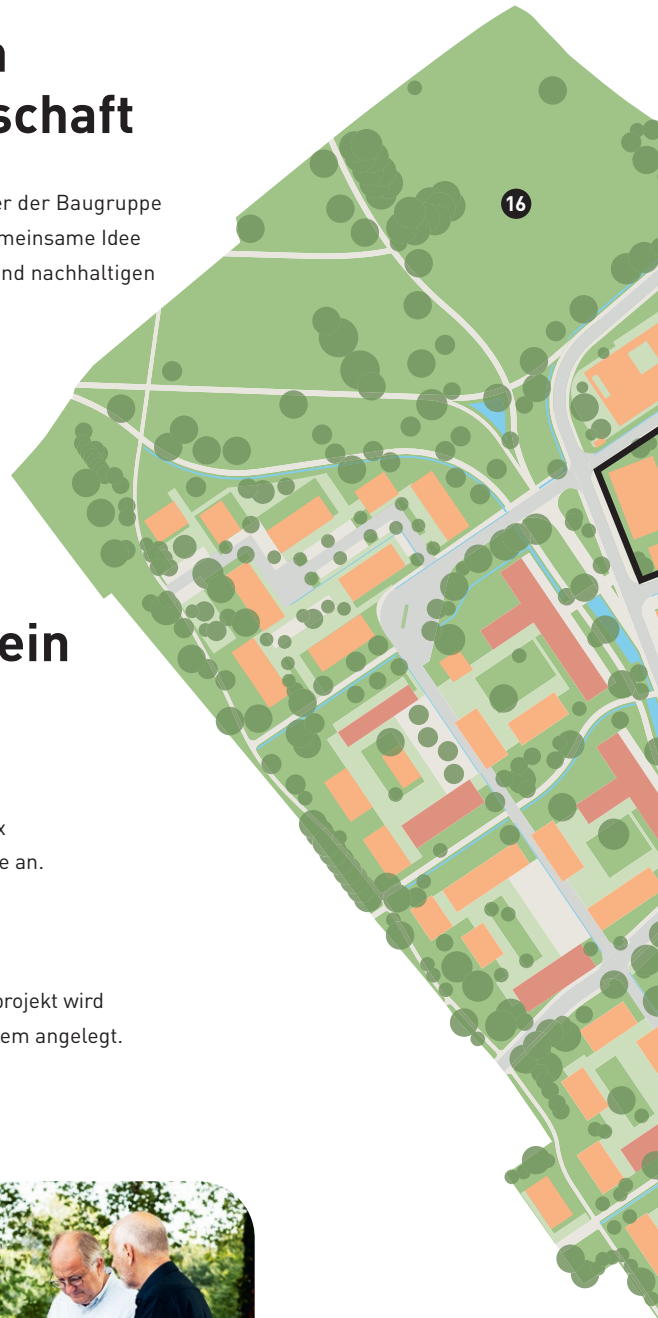 schaft
er der Baugruppe
meinsame Idee
nd nachhaltigen
16
ein
x
e an.
projekt wird
em angelegt.